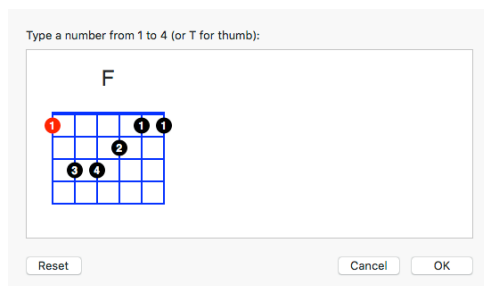 Type a number from 1 to 4 (or T for thumb):
F
1 1 1
2
3 4
Reset Cancel OK